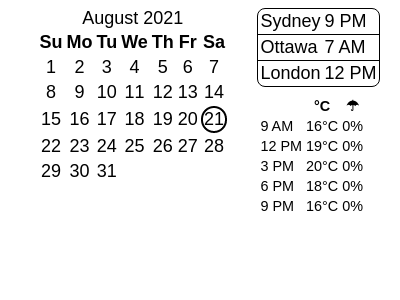 August 2021
Su Mo Tu We Th Fr Sa
1 2 3 4 5 6 7
8 9 10 11 12 13 14
15 16 17 18 19 20 21
22 23 24 25 26 27 28
29 30 31
Sydney 9 PM
Ottawa 7 AM
London 12 PM
°C ☂
9 AM 16°C 0%
12 PM 19°C 0%
3 PM 20°C 0%
6 PM 18°C 0%
9 PM 16°C 0%